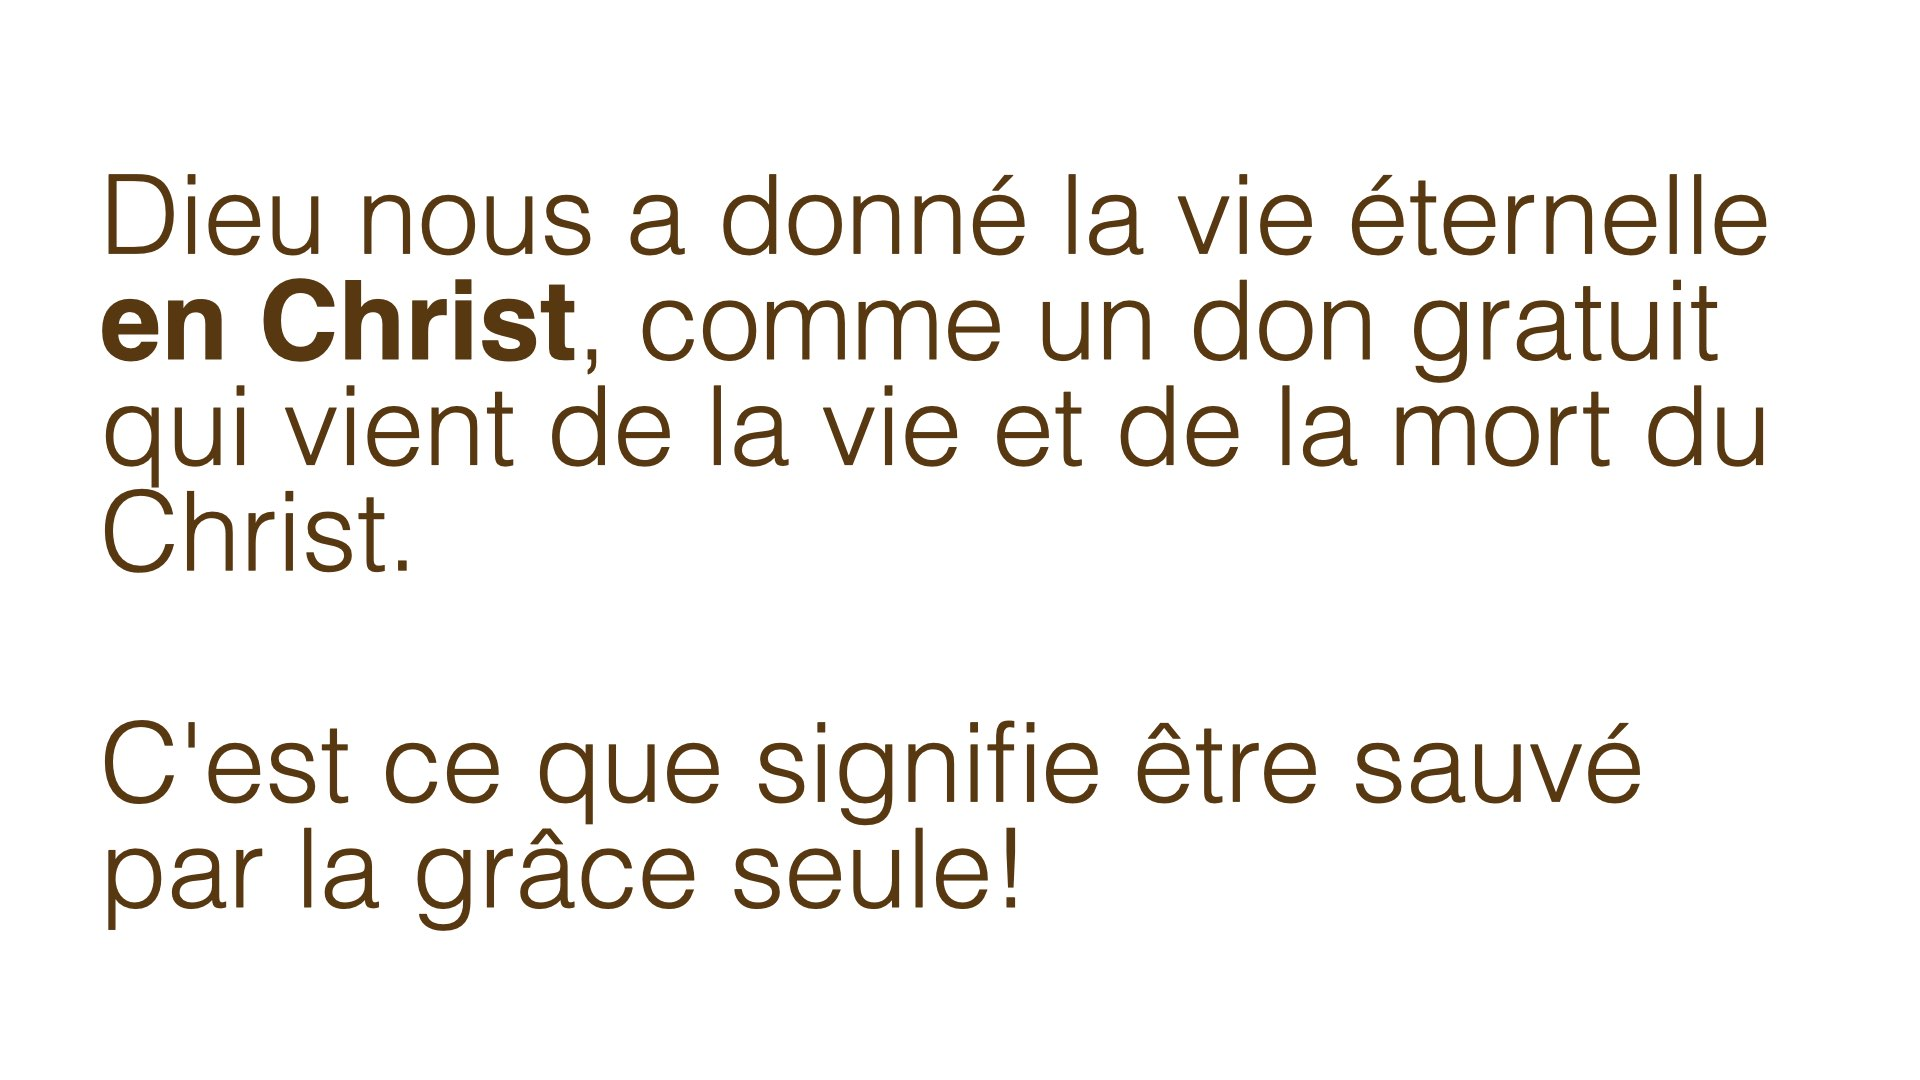 Dieu nous a donné la vie éternelle
en Christ, comme un don gratuit
qui vient de la vie et de la mort du
Christ.
C'est ce que signifie être sauvé
par la grâce seule!